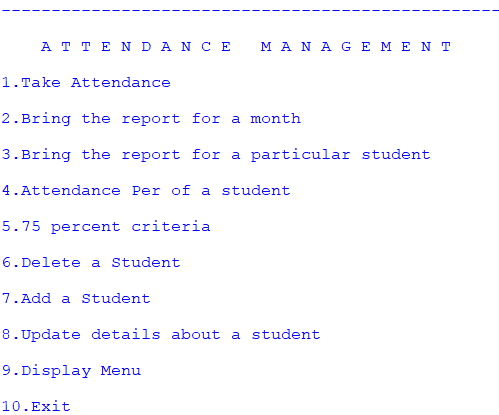 --------------------------------------------------
A T T E N D A N C E   M A N A G E M E N T
1.Take Attendance
2.Bring the report for a month
3.Bring the report for a particular student
4.Attendance Per of a student
5.75 percent criteria
6.Delete a Student
7.Add a Student
8.Update details about a student
9.Display Menu
10.Exit